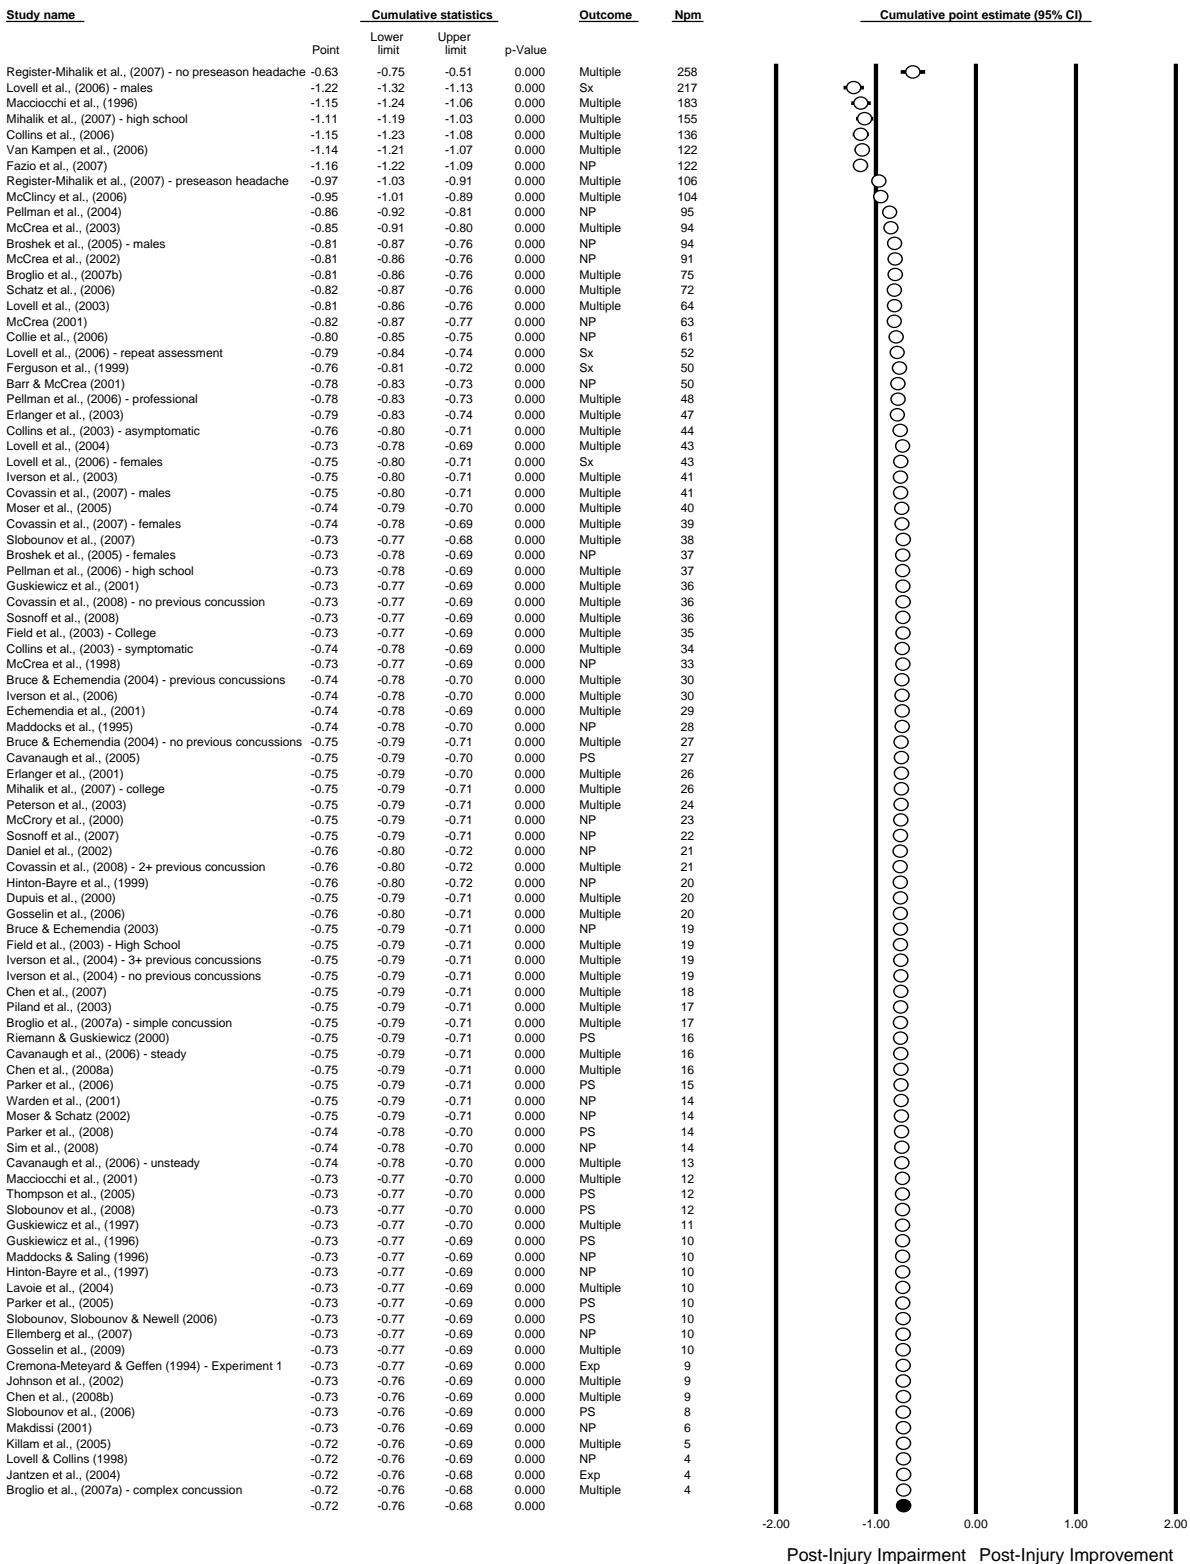 Study name Cumulative statistics Outcome Npm Cumulative point estimate (95% CI)
Lower Upper
Point limit limit p-Value
Register-Mihalik et al., (2007) - no preseason headache -0.63 -0.75 -0.51 0.000 Multiple 258
Lovell et al., (2006) - males -1.22 -1.32 -1.13 0.000 Sx 217
Macciocchi et al., (1996) -1.15 -1.24 -1.06 0.000 Multiple 183
Mihalik et al., (2007) - high school -1.11 -1.19 -1.03 0.000 Multiple 155
Collins et al., (2006) -1.15 -1.23 -1.08 0.000 Multiple 136
Van Kampen et al., (2006) -1.14 -1.21 -1.07 0.000 Multiple 122
Fazio et al., (2007) -1.16 -1.22 -1.09 0.000 NP 122
Register-Mihalik et al., (2007) - preseason headache -0.97 -1.03 -0.91 0.000 Multiple 106
McClincy et al., (2006) -0.95 -1.01 -0.89 0.000 Multiple 104
Pellman et al., (2004) -0.86 -0.92 -0.81 0.000 NP 95
McCrea et al., (2003) -0.85 -0.91 -0.80 0.000 Multiple 94
Broshek et al., (2005) - males -0.81 -0.87 -0.76 0.000 NP 94
McCrea et al., (2002) -0.81 -0.86 -0.76 0.000 NP 91
Broglio et al., (2007b) -0.81 -0.86 -0.76 0.000 Multiple 75
Schatz et al., (2006) -0.82 -0.87 -0.76 0.000 Multiple 72
Lovell et al., (2003) -0.81 -0.86 -0.76 0.000 Multiple 64
McCrea (2001) -0.82 -0.87 -0.77 0.000 NP 63
Collie et al., (2006) -0.80 -0.85 -0.75 0.000 NP 61
Lovell et al., (2006) - repeat assessment -0.79 -0.84 -0.74 0.000 Sx 52
Ferguson et al., (1999) -0.76 -0.81 -0.72 0.000 Sx 50
Barr & McCrea (2001) -0.78 -0.83 -0.73 0.000 NP 50
Pellman et al., (2006) - professional -0.78 -0.83 -0.73 0.000 Multiple 48
Erlanger et al., (2003) -0.79 -0.83 -0.74 0.000 Multiple 47
Collins et al., (2003) - asymptomatic -0.76 -0.80 -0.71 0.000 Multiple 44
Lovell et al., (2004) -0.73 -0.78 -0.69 0.000 Multiple 43
Lovell et al., (2006) - females -0.75 -0.80 -0.71 0.000 Sx 43
Iverson et al., (2003) -0.75 -0.80 -0.71 0.000 Multiple 41
Covassin et al., (2007) - males -0.75 -0.80 -0.71 0.000 Multiple 41
Moser et al., (2005) -0.74 -0.79 -0.70 0.000 Multiple 40
Covassin et al., (2007) - females -0.74 -0.78 -0.69 0.000 Multiple 39
Slobounov et al., (2007) -0.73 -0.77 -0.68 0.000 Multiple 38
Broshek et al., (2005) - females -0.73 -0.78 -0.69 0.000 NP 37
Pellman et al., (2006) - high school -0.73 -0.78 -0.69 0.000 Multiple 37
Guskiewicz et al., (2001) -0.73 -0.77 -0.69 0.000 Multiple 36
Covassin et al., (2008) - no previous concussion -0.73 -0.77 -0.69 0.000 Multiple 36
Sosnoff et al., (2008) -0.73 -0.77 -0.69 0.000 Multiple 36
Field et al., (2003) - College -0.73 -0.77 -0.69 0.000 Multiple 35
Collins et al., (2003) - symptomatic -0.74 -0.78 -0.69 0.000 Multiple 34
McCrea et al., (1998) -0.73 -0.77 -0.69 0.000 NP 33
Bruce & Echemendia (2004) - previous concussions -0.74 -0.78 -0.70 0.000 Multiple 30
Iverson et al., (2006) -0.74 -0.78 -0.70 0.000 Multiple 30
Echemendia et al., (2001) -0.74 -0.78 -0.69 0.000 Multiple 29
Maddocks et al., (1995) -0.74 -0.78 -0.70 0.000 NP 28
Bruce & Echemendia (2004) - no previous concussions -0.75 -0.79 -0.71 0.000 Multiple 27
Cavanaugh et al., (2005) -0.75 -0.79 -0.70 0.000 PS 27
Erlanger et al., (2001) -0.75 -0.79 -0.70 0.000 Multiple 26
Mihalik et al., (2007) - college -0.75 -0.79 -0.71 0.000 Multiple 26
Peterson et al., (2003) -0.75 -0.79 -0.71 0.000 Multiple 24
McCrory et al., (2000) -0.75 -0.79 -0.71 0.000 NP 23
Sosnoff et al., (2007) -0.75 -0.79 -0.71 0.000 NP 22
Daniel et al., (2002) -0.76 -0.80 -0.72 0.000 NP 21
Covassin et al., (2008) - 2+ previous concussion -0.76 -0.80 -0.72 0.000 Multiple 21
Hinton-Bayre et al., (1999) -0.76 -0.80 -0.72 0.000 NP 20
Dupuis et al., (2000) -0.75 -0.79 -0.71 0.000 Multiple 20
Gosselin et al., (2006) -0.76 -0.80 -0.71 0.000 Multiple 20
Bruce & Echemendia (2003) -0.75 -0.79 -0.71 0.000 NP 19
Field et al., (2003) - High School -0.75 -0.79 -0.71 0.000 Multiple 19
Iverson et al., (2004) - 3+ previous concussions -0.75 -0.79 -0.71 0.000 Multiple 19
Iverson et al., (2004) - no previous concussions -0.75 -0.79 -0.71 0.000 Multiple 19
Chen et al., (2007) -0.75 -0.79 -0.71 0.000 Multiple 18
Piland et al., (2003) -0.75 -0.79 -0.71 0.000 Multiple 17
Broglio et al., (2007a) - simple concussion -0.75 -0.79 -0.71 0.000 Multiple 17
Riemann & Guskiewicz (2000) -0.75 -0.79 -0.71 0.000 PS 16
Cavanaugh et al., (2006) - steady -0.75 -0.79 -0.71 0.000 Multiple 16
Chen et al., (2008a) -0.75 -0.79 -0.71 0.000 Multiple 16
Parker et al., (2006) -0.75 -0.79 -0.71 0.000 PS 15
Warden et al., (2001) -0.75 -0.79 -0.71 0.000 NP 14
Moser & Schatz (2002) -0.75 -0.79 -0.71 0.000 NP 14
Parker et al., (2008) -0.74 -0.78 -0.70 0.000 PS 14
Sim et al., (2008) -0.74 -0.78 -0.70 0.000 NP 14
Cavanaugh et al., (2006) - unsteady -0.74 -0.78 -0.70 0.000 Multiple 13
Macciocchi et al., (2001) -0.73 -0.77 -0.70 0.000 Multiple 12
Thompson et al., (2005) -0.73 -0.77 -0.70 0.000 PS 12
Slobounov et al., (2008) -0.73 -0.77 -0.70 0.000 PS 12
Guskiewicz et al., (1997) -0.73 -0.77 -0.70 0.000 Multiple 11
Guskiewicz et al., (1996) -0.73 -0.77 -0.69 0.000 PS 10
Maddocks & Saling (1996) -0.73 -0.77 -0.69 0.000 NP 10
Hinton-Bayre et al., (1997) -0.73 -0.77 -0.69 0.000 NP 10
Lavoie et al., (2004) -0.73 -0.77 -0.69 0.000 Multiple 10
Parker et al., (2005) -0.73 -0.77 -0.69 0.000 PS 10
Slobounov, Slobounov & Newell (2006) -0.73 -0.77 -0.69 0.000 PS 10
Ellemberg et al., (2007) -0.73 -0.77 -0.69 0.000 NP 10
Gosselin et al., (2009) -0.73 -0.77 -0.69 0.000 Multiple 10
Cremona-Meteyard & Geffen (1994) - Experiment 1 -0.73 -0.77 -0.69 0.000 Exp 9
Johnson et al., (2002) -0.73 -0.76 -0.69 0.000 Multiple 9
Chen et al., (2008b) -0.73 -0.76 -0.69 0.000 Multiple 9
Slobounov et al., (2006) -0.73 -0.76 -0.69 0.000 PS 8
Makdissi (2001) -0.73 -0.76 -0.69 0.000 NP 6
Killam et al., (2005) -0.72 -0.76 -0.69 0.000 Multiple 5
Lovell & Collins (1998) -0.72 -0.76 -0.69 0.000 NP 4
Jantzen et al., (2004) -0.72 -0.76 -0.68 0.000 Exp 4
Broglio et al., (2007a) - complex concussion -0.72 -0.76 -0.68 0.000 Multiple 4
-0.72 -0.76 -0.68 0.000
-2.00 -1.00 0.00 1.00 2.00
Post-Injury Impairment Post-Injury Improvement